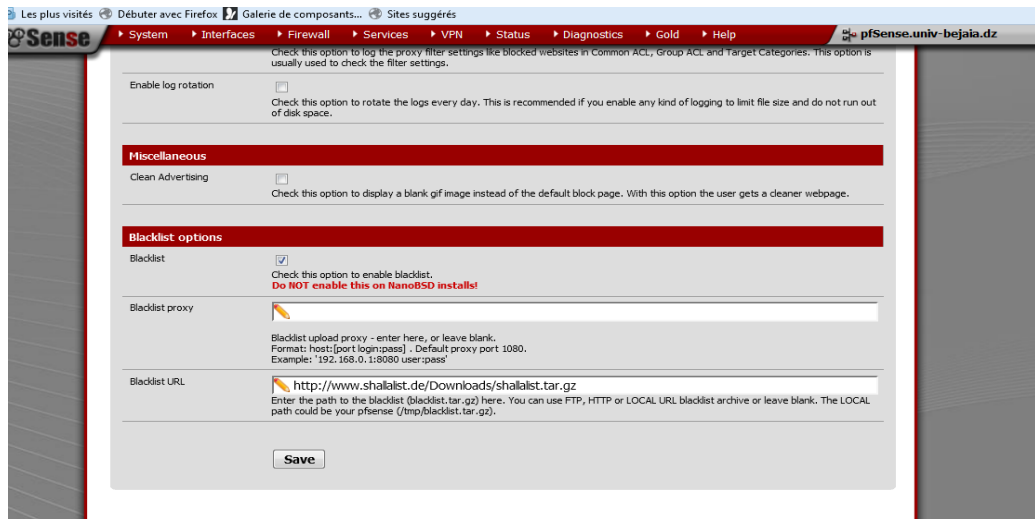 Les plus visités Débuter avec Firefox Galerie de composants... Sites suggérés
Sense System Interfaces Firewall Services VPN Status Diagnostics Gold Help pfSense.univ-bejaia.dz
Check this option to log the proxy filter settings like blocked websites in Common ACL, Group ACL and Target Categories. This option is
usually used to check the filter settings.
Enable log rotation
Check this option to rotate the logs every day. This is recommended if you enable any kind of logging to limit file size and do not run out
of disk space.
Miscellaneous
Clean Advertising
Check this option to display a blank gif image instead of the default block page. With this option the user gets a cleaner webpage.
Blacklist options
Blacklist
Check this option to enable blacklist.
Do NOT enable this on NanoBSD installs!
Blacklist proxy
Blacklist upload proxy - enter here, or leave blank.
Format: host:[port login:pass] . Default proxy port 1080.
Example: '192.168.0.1:8080 user:pass'
Blacklist URL
http://www.shallalist.de/Downloads/shallalist.tar.gz
Enter the path to the blacklist (blacklist.tar.gz) here. You can use FTP, HTTP or LOCAL URL blacklist archive or leave blank. The LOCAL
path could be your pfsense (/tmp/blacklist.tar.gz).
Save